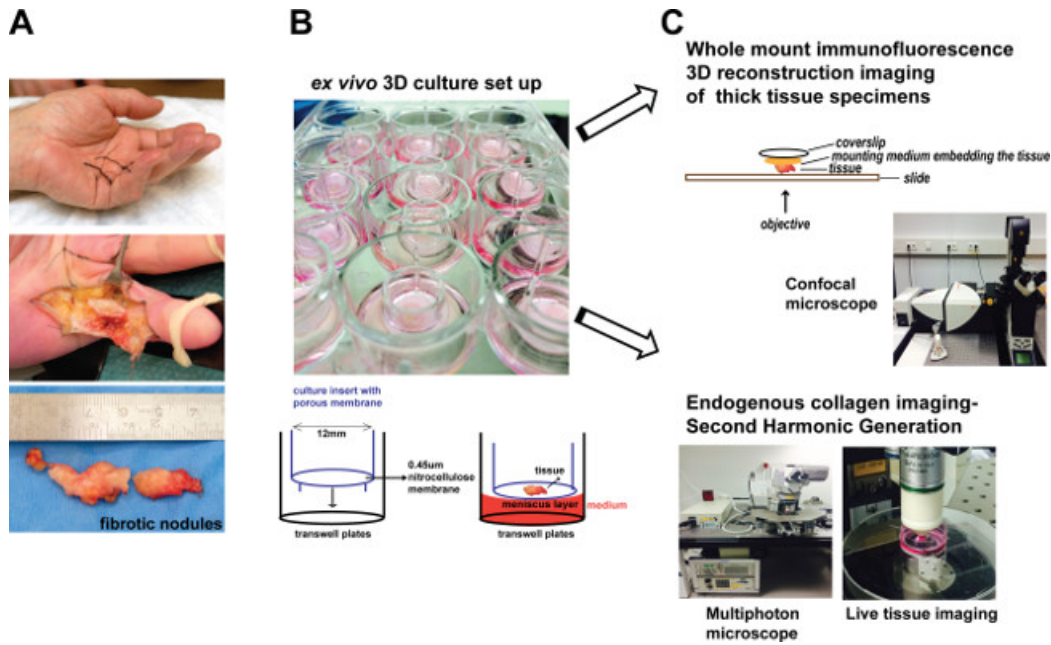 A
B
C
ex vivo 3D culture set up
Whole mount immunofluorescence
3D reconstruction imaging
of thick tissue specimens
coverslip
mounting medium embedding the tissue
tissue
slide
objective
Confocal
microscope
culture insert with
porous membrane
12mm
0.45um
nitrocellulose
membrane
transwell plates
tissue
meniscus layer
medium
transwell plates
fibrotic nodules
Endogenous collagen imaging-
Second Harmonic Generation
Multiphoton
microscope
Live tissue imaging